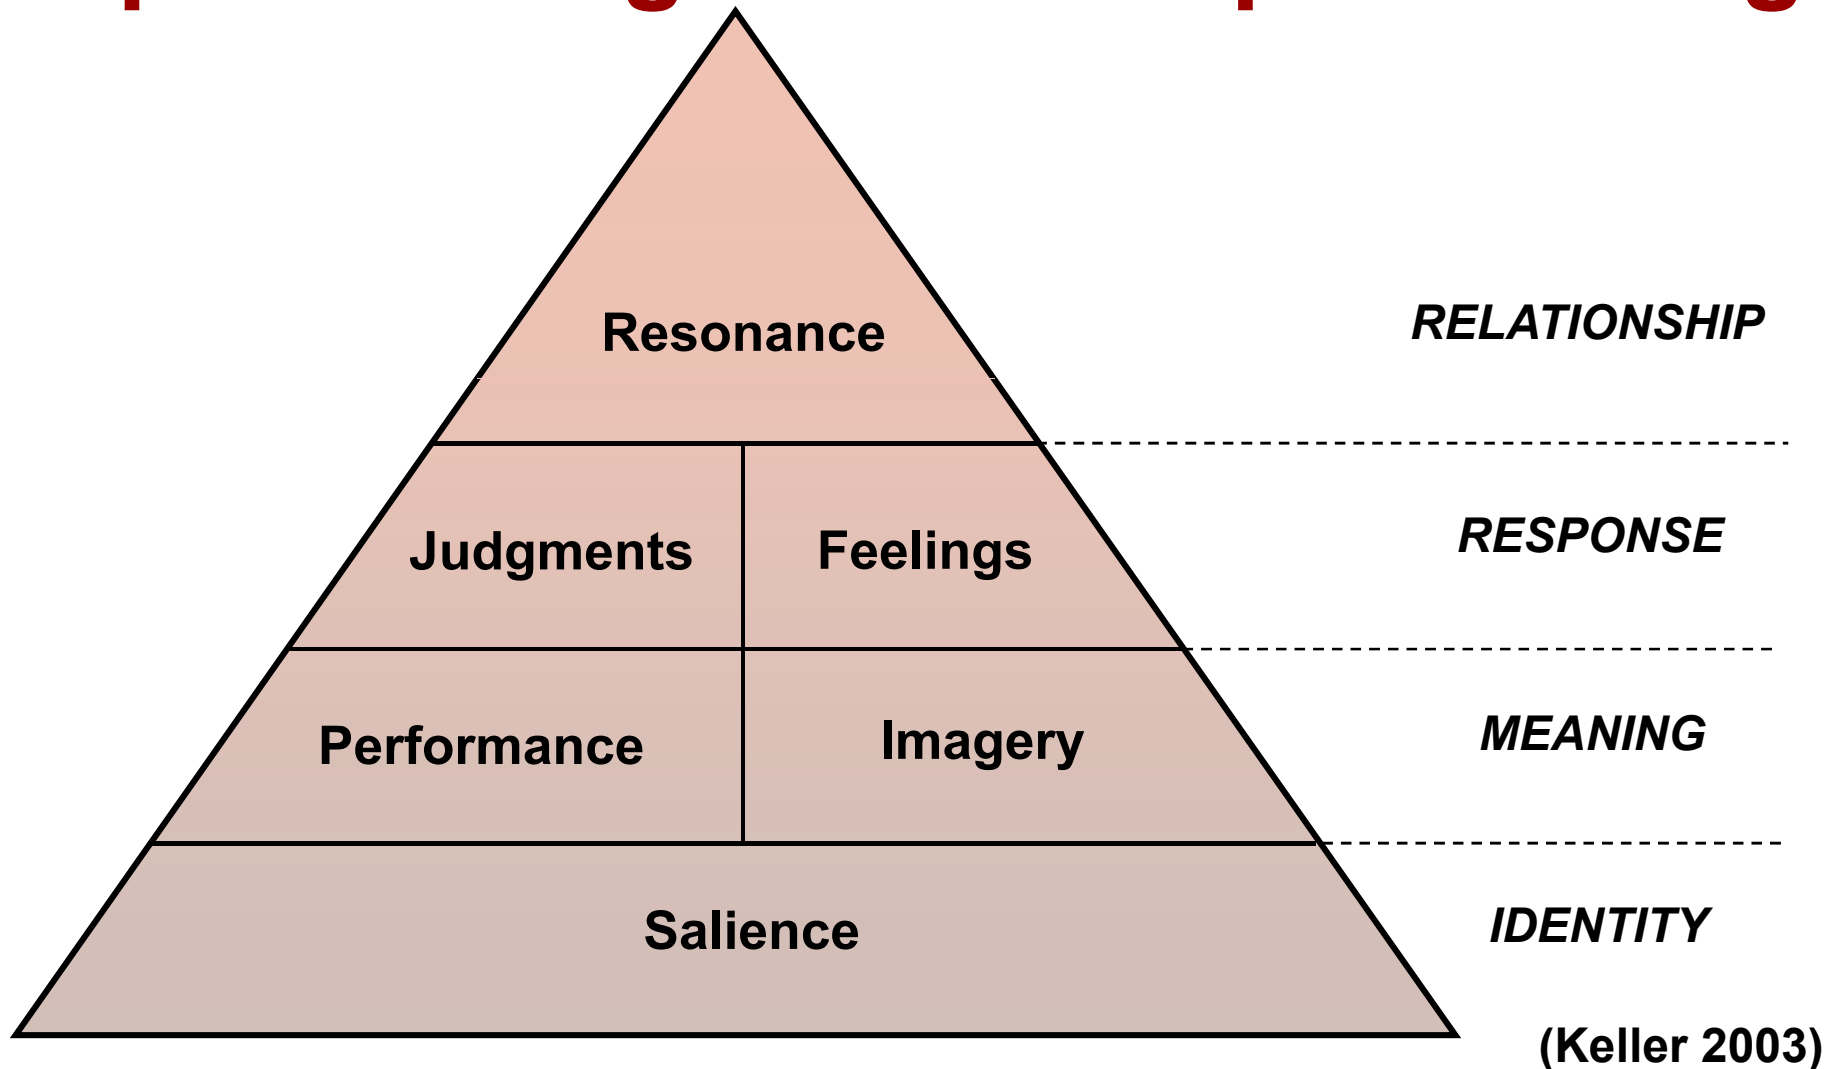 Resonance
RELATIONSHIP
Judgments
Feelings
RESPONSE
Performance
Imagery
MEANING
Salience
IDENTITY
(Keller 2003)